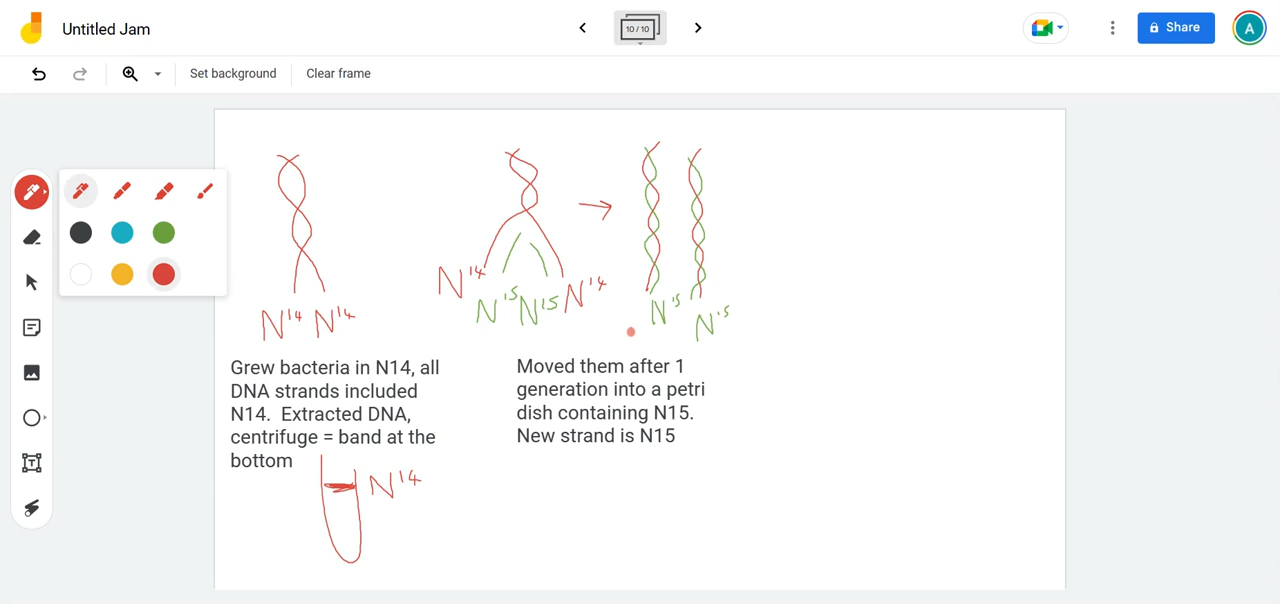 Untitled Jam
10 / 10
Share
A
Set background
Clear frame
N14 N14
N14 N15 N15 N14
N15
N15
Grew bacteria in N14, all
DNA strands included
N14. Extracted DNA,
centrifuge = band at the
bottom
N14
Moved them after 1
generation into a petri
dish containing N15.
New strand is N15